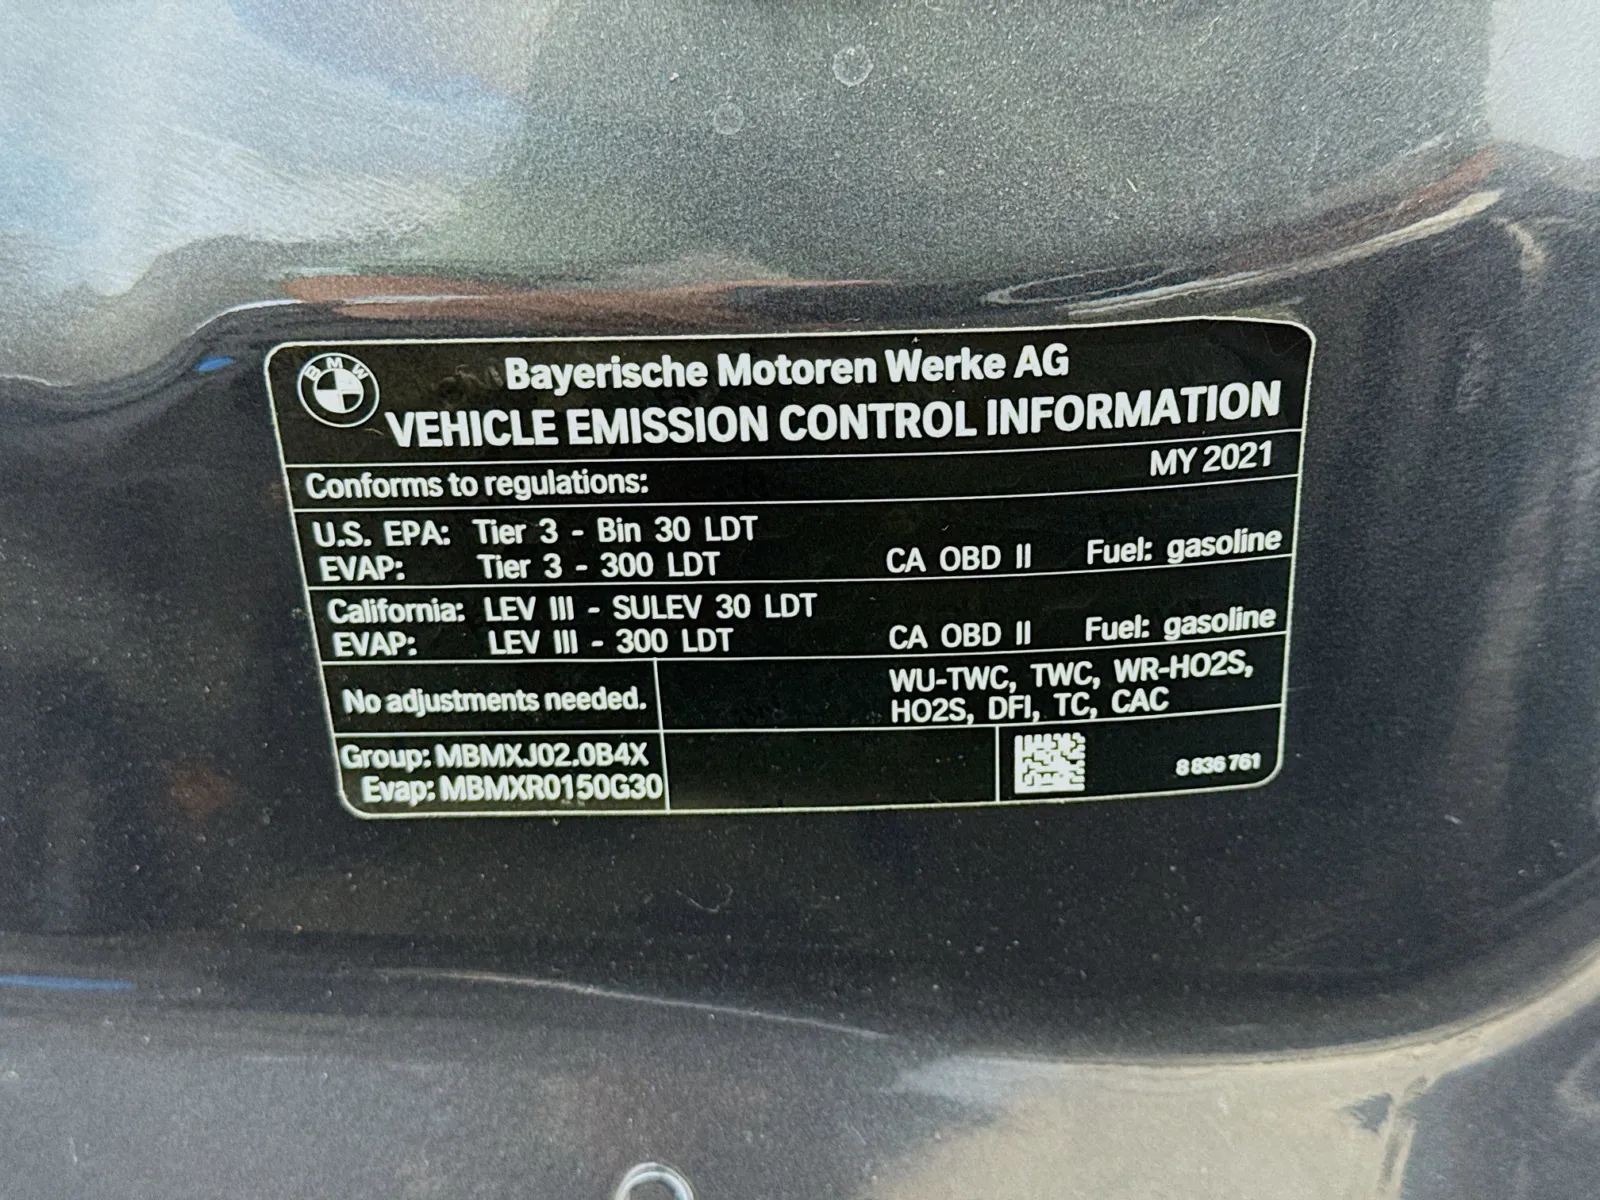 BMW
Bayerische Motoren Werke AG
VEHICLE EMISSION CONTROL INFORMATION
Conforms to regulations: MY 2021
U.S. EPA: Tier 3 - Bin 30 LDT
EVAP: Tier 3 - 300 LDT CA OBD II Fuel: gasoline
California: LEV III - SULEV 30 LDT
EVAP: LEV III - 300 LDT CA OBD II Fuel: gasoline
No adjustments needed.
WU-TWC, TWC, WR-HO2S,
HO2S, DFI, TC, CAC
Group: MBMXJ02.0B4X
Evap: MBMXR0150G30
8 836 761